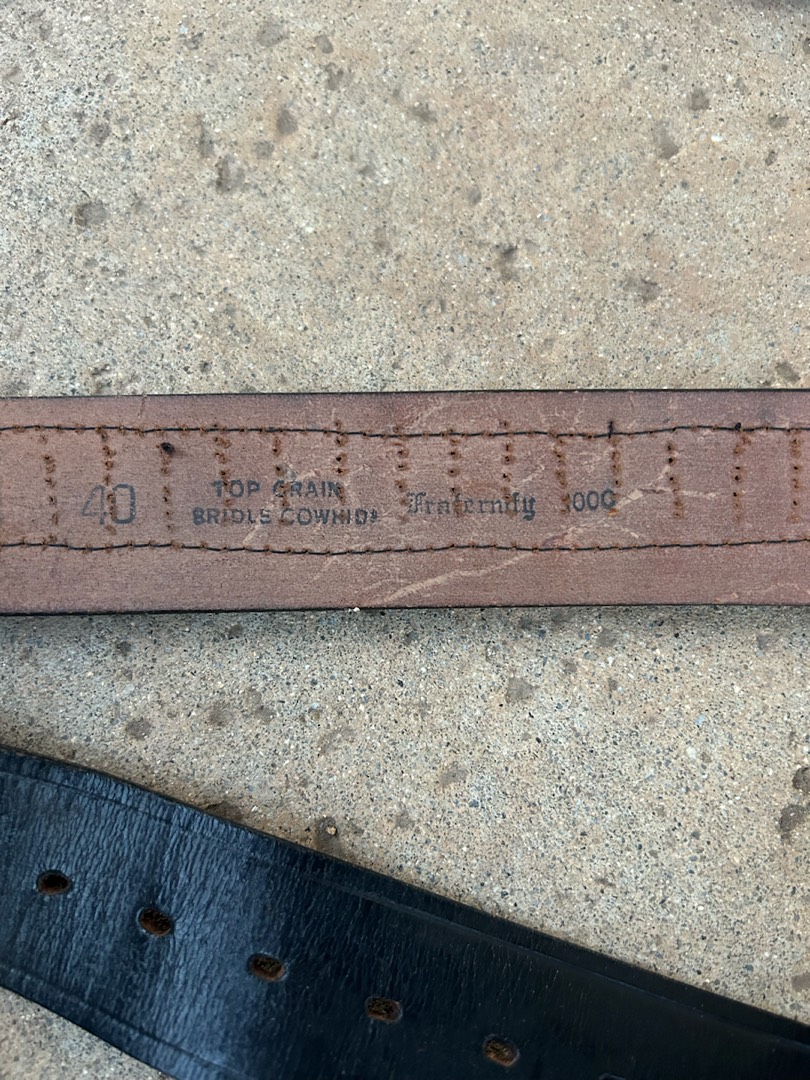 40
TOP GRAIN
BRIDLE COWHIDE
Fraternity